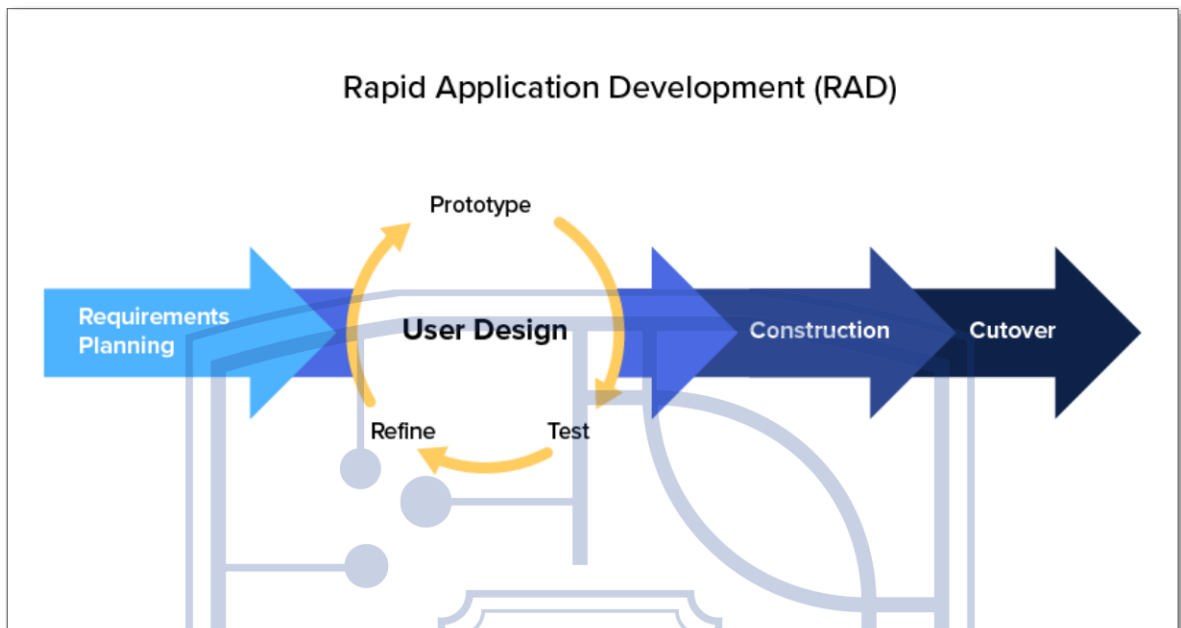 Rapid Application Development (RAD)
Prototype
Requirements
Planning
User Design
Construction
Cutover
Refine
Test